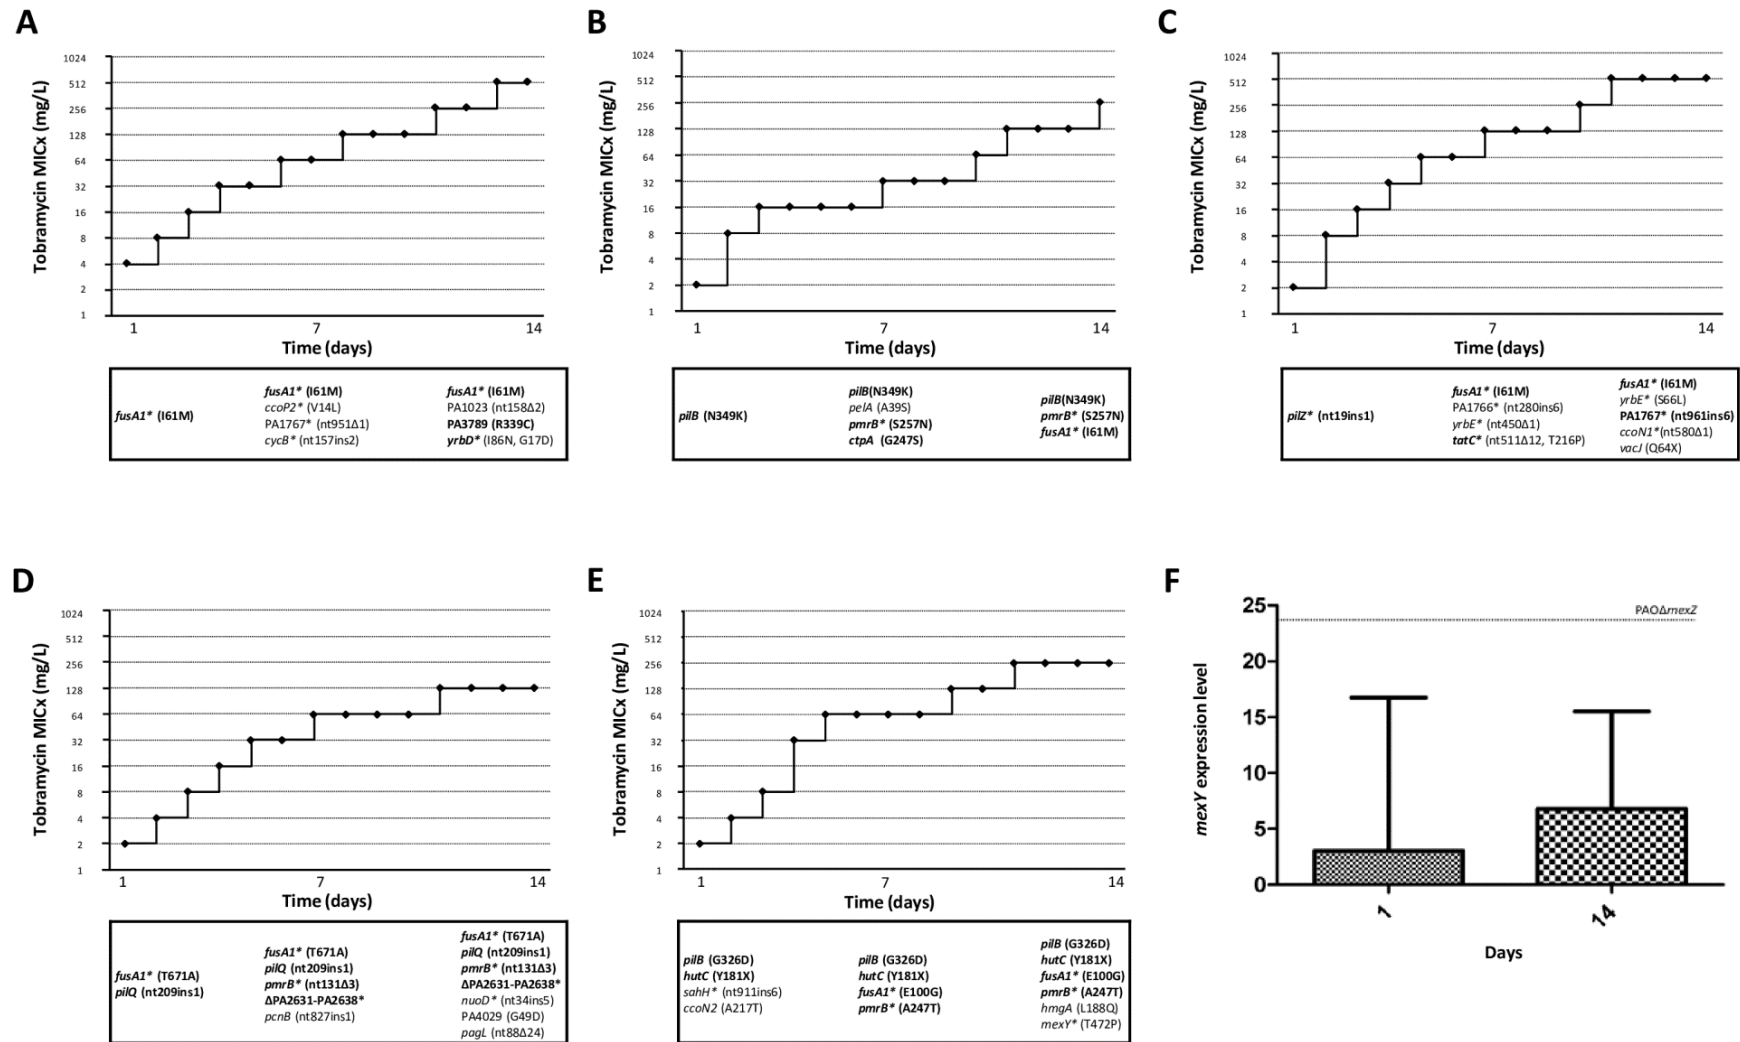 A
Tobramycin MICx (mg/L)
1024
512
256
128
64
32
16
8
4
2
1
1 7 14
Time (days)
fusA1* (I61M)
fusA1* (I61M)
ccoP2* (V14L)
PA1767* (nt951Δ1)
cycB* (nt157ins2)
fusA1* (I61M)
PA1023 (nt158Δ2)
PA3789 (R339C)
yrbD* (I86N, G17D)
B
Tobramycin MICx (mg/L)
1024
512
256
128
64
32
16
8
4
2
1
1 7 14
Time (days)
pilB (N349K)
pilB(N349K)
pelA (A39S)
pmrB* (S257N)
ctpA (G247S)
pilB(N349K)
pmrB* (S257N)
fusA1* (I61M)
C
Tobramycin MICx (mg/L)
1024
512
256
128
64
32
16
8
4
2
1
1 7 14
Time (days)
pilZ* (nt19ins1)
fusA1* (I61M)
PA1766* (nt280ins6)
yrbE* (nt450Δ1)
tatC* (nt511Δ12, T216P)
fusA1* (I61M)
yrbE* (S66L)
PA1767* (nt961ins6)
ccoN1*(nt580Δ1)
vacJ (Q64X)
D
Tobramycin MICx (mg/L)
1024
512
256
128
64
32
16
8
4
2
1
1 7 14
Time (days)
fusA1* (T671A)
pilQ (nt209ins1)
fusA1* (T671A)
pilQ (nt209ins1)
pmrB* (nt131Δ3)
ΔPA2631-PA2638*
pcnB (nt827ins1)
fusA1* (T671A)
pilQ (nt209ins1)
pmrB* (nt131Δ3)
ΔPA2631-PA2638*
nuoD* (nt34ins5)
PA4029 (G49D)
pagL (nt88Δ24)
E
Tobramycin MICx (mg/L)
1024
512
256
128
64
32
16
8
4
2
1
1 7 14
Time (days)
pilB (G326D)
hutC (Y181X)
sahH* (nt911ins6)
ccoN2 (A217T)
pilB (G326D)
hutC (Y181X)
fusA1* (E100G)
pmrB* (A247T)
pilB (G326D)
hutC (Y181X)
fusA1* (E100G)
pmrB* (A247T)
hmgA (L188Q)
mexY* (T472P)
F
mexY expression level
25
20
15
10
5
0
PAOΔmexZ
1 14
Days